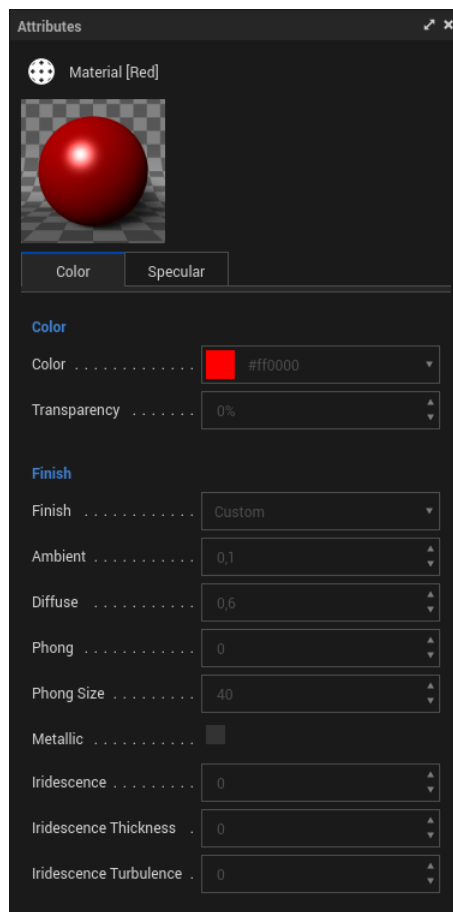 Attributes
Material [Red]
Color Specular
Color
Color . . . . . . . . . . . . . #ff0000
Transparency . . . . . . . 0%
Finish
Finish . . . . . . . . . . . . Custom
Ambient . . . . . . . . . . . 0,1
Diffuse . . . . . . . . . . . 0,6
Phong . . . . . . . . . . . . 0
Phong Size . . . . . . . . . 40
Metallic . . . . . . . . . . .
Iridescence . . . . . . . . . 0
Iridescence Thickness . 0
Iridescence Turbulence . 0